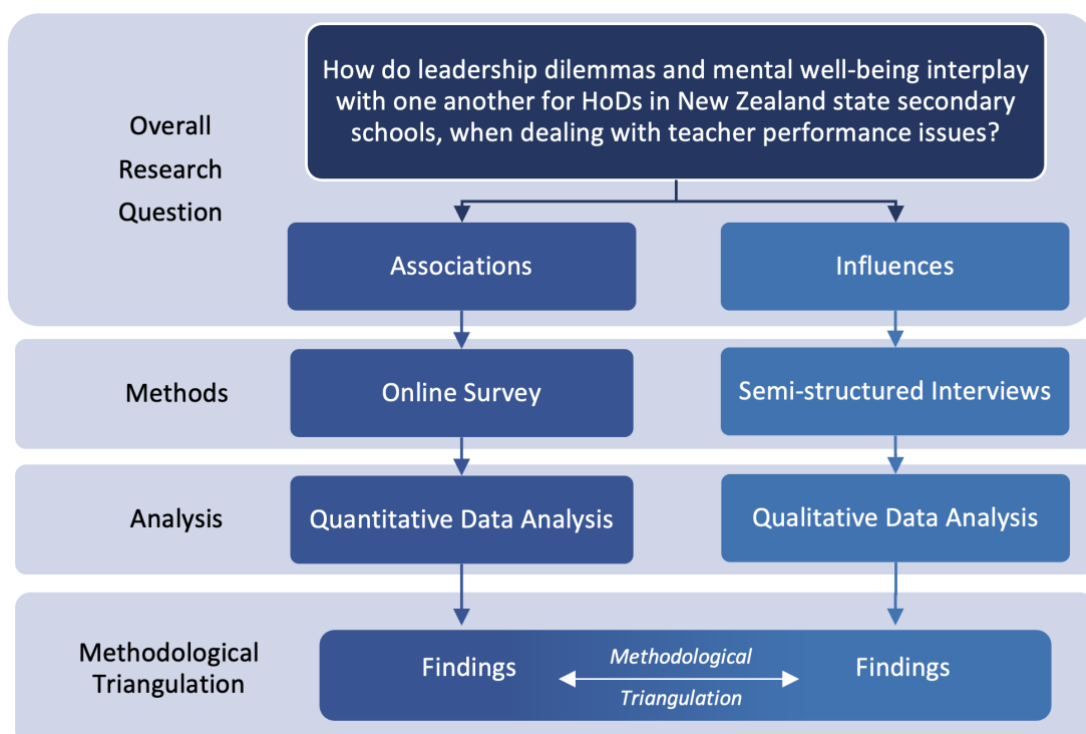 How do leadership dilemmas and mental well-being interplay
with one another for HoDs in New Zealand state secondary
schools, when dealing with teacher performance issues?
Overall
Research
Question
Associations
Influences
Methods
Online Survey
Semi-structured Interviews
Analysis
Quantitative Data Analysis
Qualitative Data Analysis
Methodological
Triangulation
Findings
Methodological
Triangulation
Findings